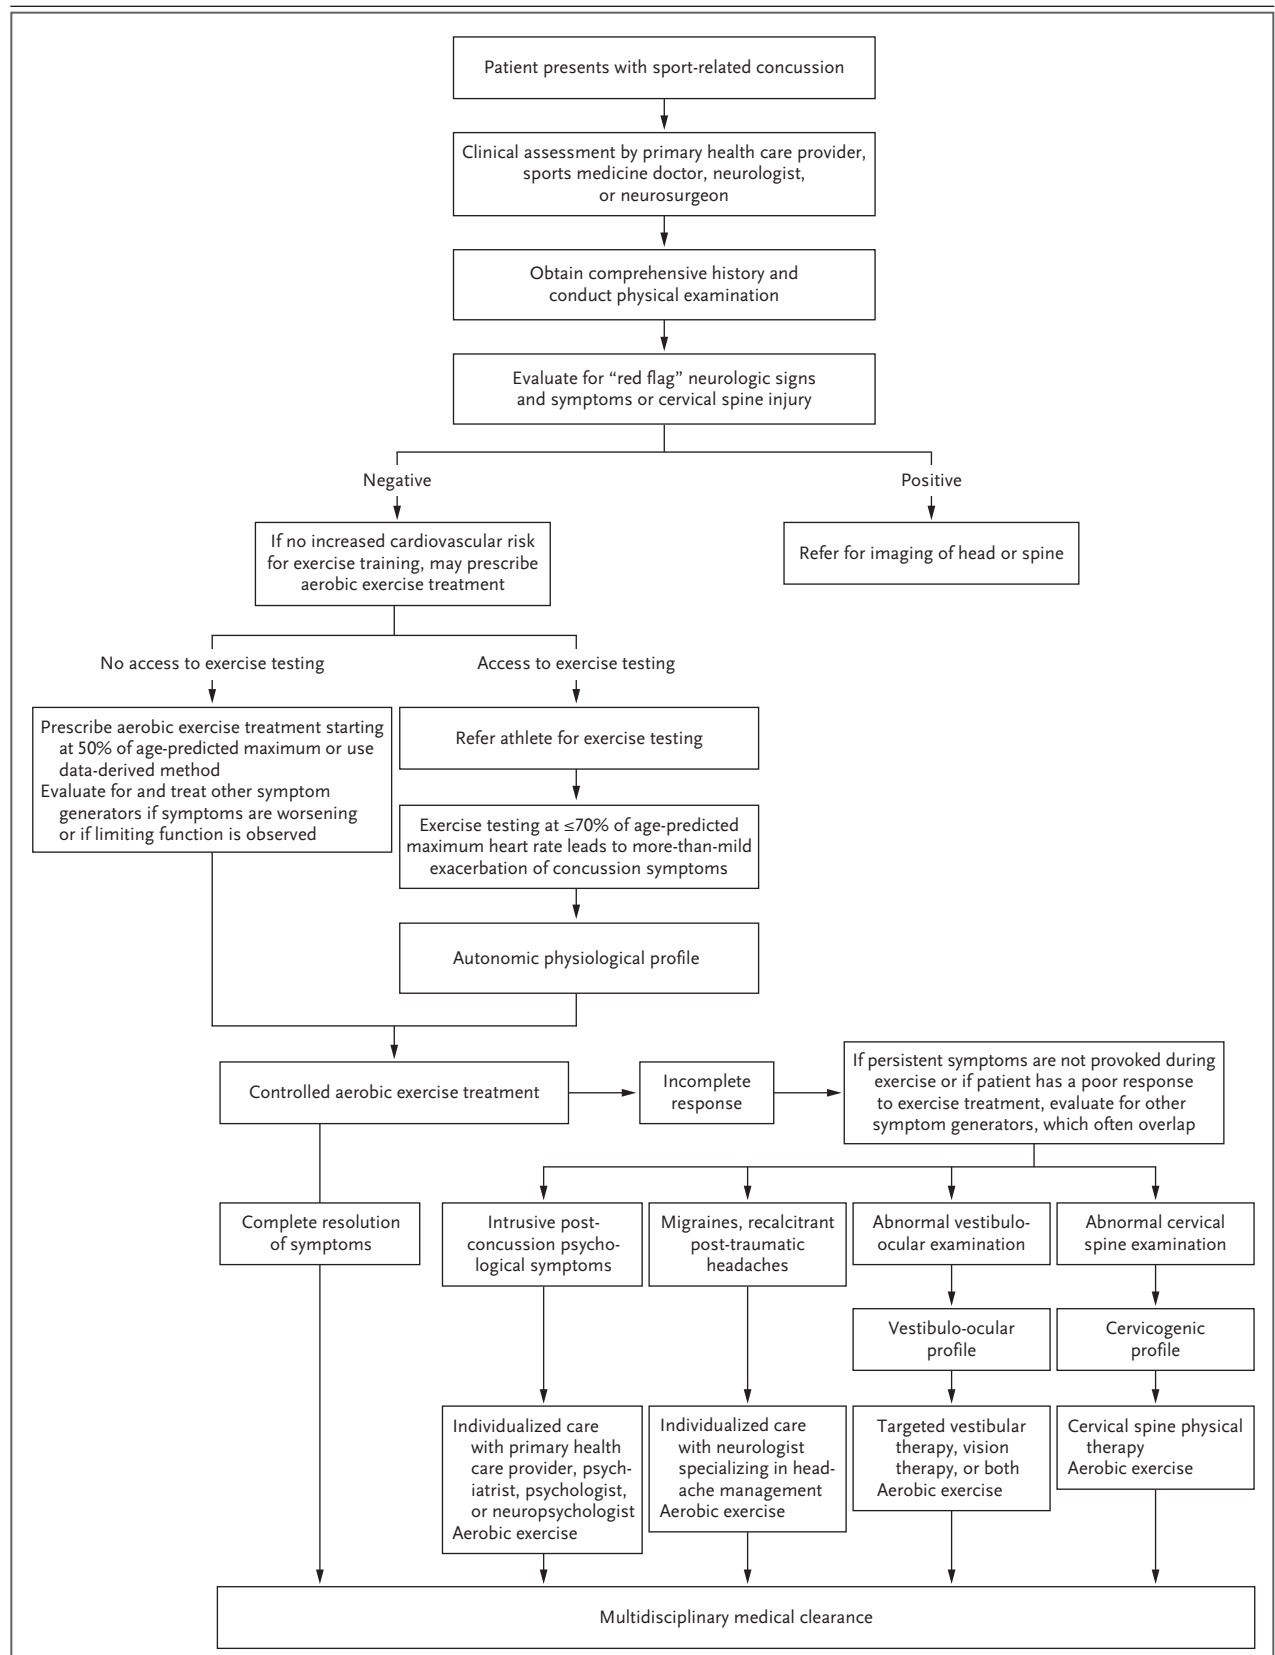 Patient presents with sport-related concussion
Clinical assessment by primary health care provider,
sports medicine doctor, neurologist,
or neurosurgeon
Obtain comprehensive history and
conduct physical examination
Evaluate for “red flag” neurologic signs
and symptoms or cervical spine injury
Negative
Positive
If no increased cardiovascular risk
for exercise training, may prescribe
aerobic exercise treatment
Refer for imaging of head or spine
No access to exercise testing
Access to exercise testing
Prescribe aerobic exercise treatment starting
at 50% of age-predicted maximum or use
data-derived method
Evaluate for and treat other symptom
generators if symptoms are worsening
or if limiting function is observed
Refer athlete for exercise testing
Exercise testing at ≤70% of age-predicted
maximum heart rate leads to more-than-mild
exacerbation of concussion symptoms
Autonomic physiological profile
Controlled aerobic exercise treatment
Incomplete
response
If persistent symptoms are not provoked during
exercise or if patient has a poor response
to exercise treatment, evaluate for other
symptom generators, which often overlap
Complete resolution
of symptoms
Intrusive post-
concussion psycho-
logical symptoms
Migraines, recalcitrant
post-traumatic
headaches
Abnormal vestibulo-
ocular examination
Abnormal cervical
spine examination
Vestibulo-ocular
profile
Cervicogenic
profile
Individualized care
with primary health
care provider, psych-
iatrist, psychologist,
or neuropsychologist
Aerobic exercise
Individualized care
with neurologist
specializing in head-
ache management
Aerobic exercise
Targeted vestibular
therapy, vision
therapy, or both
Aerobic exercise
Cervical spine physical
therapy
Aerobic exercise
Multidisciplinary medical clearance